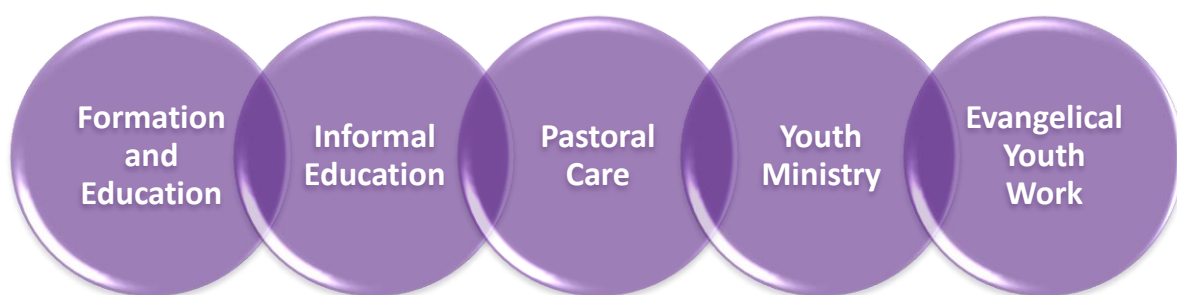 Formation
and
Education
Informal
Education
Pastoral
Care
Youth
Ministry
Evangelical
Youth
Work